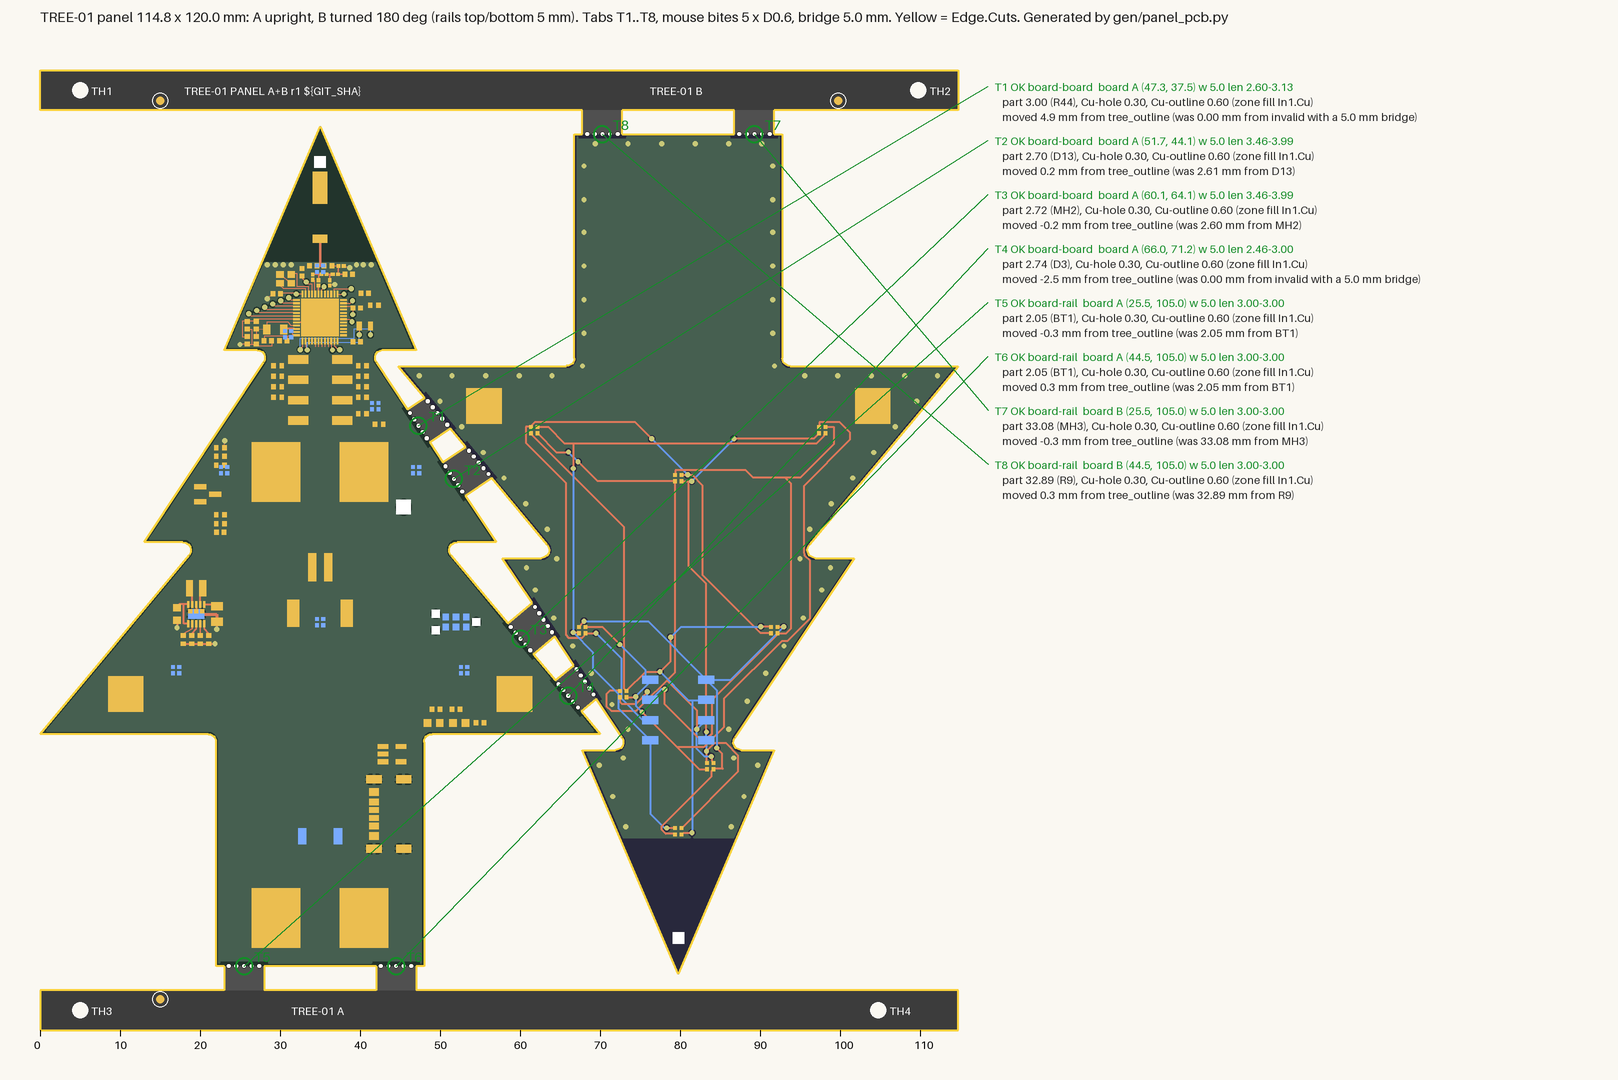 TREE-01 panel 114.8 x 120.0 mm: A upright, B turned 180 deg (rails top/bottom 5 mm). Tabs T1..T8, mouse bites 5 x D0.6, bridge 5.0 mm. Yellow = Edge.Cuts. Generated by gen/panel_pcb.py
TH1
TREE-01 PANEL A+B r1 ${GIT_SHA}
TREE-01 B
TH2
T1 OK board-board board A (47.3, 37.5) w 5.0 len 2.60-3.13
part 3.00 (R44), Cu-hole 0.30, Cu-outline 0.60 (zone fill In1.Cu)
moved 4.9 mm from tree_outline (was 0.00 mm from invalid with a 5.0 mm bridge)
T2 OK board-board board A (51.7, 44.1) w 5.0 len 3.46-3.99
part 2.70 (D13), Cu-hole 0.30, Cu-outline 0.60 (zone fill In1.Cu)
moved 0.2 mm from tree_outline (was 2.61 mm from D13)
T3 OK board-board board A (60.1, 64.1) w 5.0 len 3.46-3.99
part 2.72 (MH2), Cu-hole 0.30, Cu-outline 0.60 (zone fill In1.Cu)
moved -0.2 mm from tree_outline (was 2.60 mm from MH2)
T4 OK board-board board A (66.0, 71.2) w 5.0 len 2.46-3.00
part 2.74 (D3), Cu-hole 0.30, Cu-outline 0.60 (zone fill In1.Cu)
moved -2.5 mm from tree_outline (was 0.00 mm from invalid with a 5.0 mm bridge)
T5 OK board-rail board A (25.5, 105.0) w 5.0 len 3.00-3.00
part 2.05 (BT1), Cu-hole 0.30, Cu-outline 0.60 (zone fill In1.Cu)
moved -0.3 mm from tree_outline (was 2.05 mm from BT1)
T6 OK board-rail board A (44.5, 105.0) w 5.0 len 3.00-3.00
part 2.05 (BT1), Cu-hole 0.30, Cu-outline 0.60 (zone fill In1.Cu)
moved 0.3 mm from tree_outline (was 2.05 mm from BT1)
T7 OK board-rail board B (25.5, 105.0) w 5.0 len 3.00-3.00
part 33.08 (MH3), Cu-hole 0.30, Cu-outline 0.60 (zone fill In1.Cu)
moved -0.3 mm from tree_outline (was 33.08 mm from MH3)
T8 OK board-rail board B (44.5, 105.0) w 5.0 len 3.00-3.00
part 32.89 (R9), Cu-hole 0.30, Cu-outline 0.60 (zone fill In1.Cu)
moved 0.3 mm from tree_outline (was 32.89 mm from R9)
T8
T7
TH3
TREE-01 A
TH4
0 10 20 30 40 50 60 70 80 90 100 110